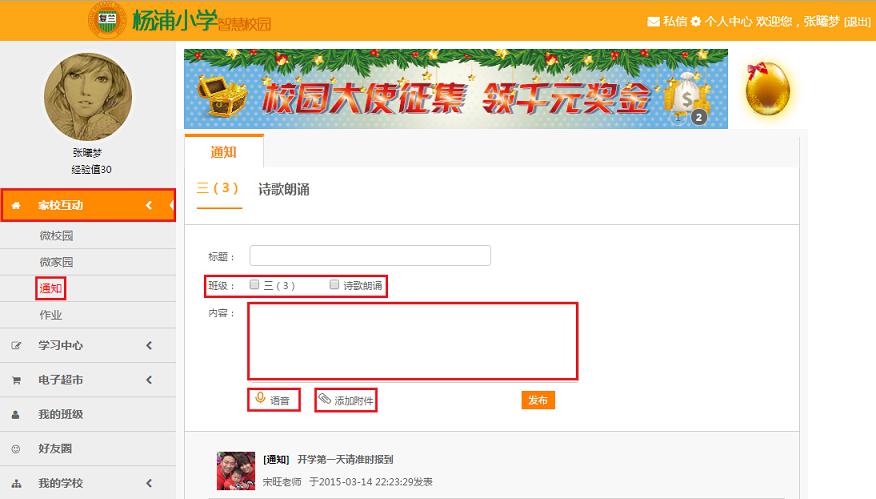 复兰 杨浦小学智慧校园
私信 个人中心 欢迎您，张曦梦 [退出]
张曦梦
经验值30
家校互动
微校园
微家园
通知
作业
学习中心
电子超市
我的班级
好友圈
我的学校
校园大使征集 领千元奖金
1 2
通知
三（3） 诗歌朗诵
标题：
班级： 三（3） 诗歌朗诵
内容：
语音 添加附件 发布
[通知] 开学第一天请准时报到
宋旺老师 于2015-03-14 22:23:29发表